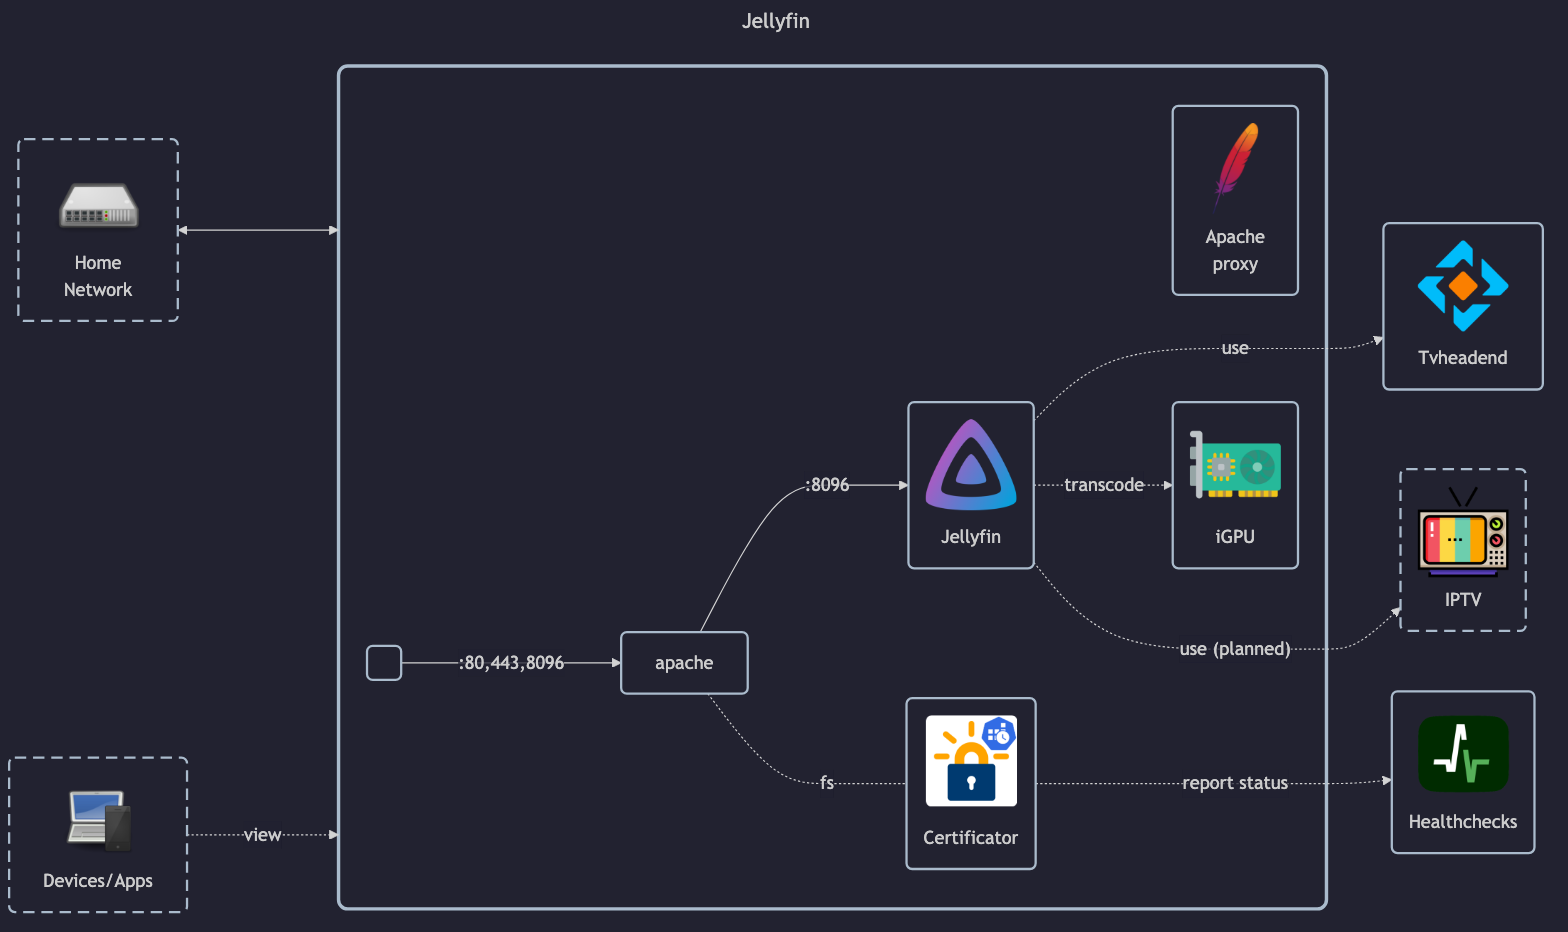 Jellyfin
Home
Network
Apache
proxy
Tvheadend
use
:8096
Jellyfin
transcode
iGPU
IPTV
use (planned)
:80,443,8096
apache
fs
Certificator
report status
Healthchecks
Devices/Apps
view